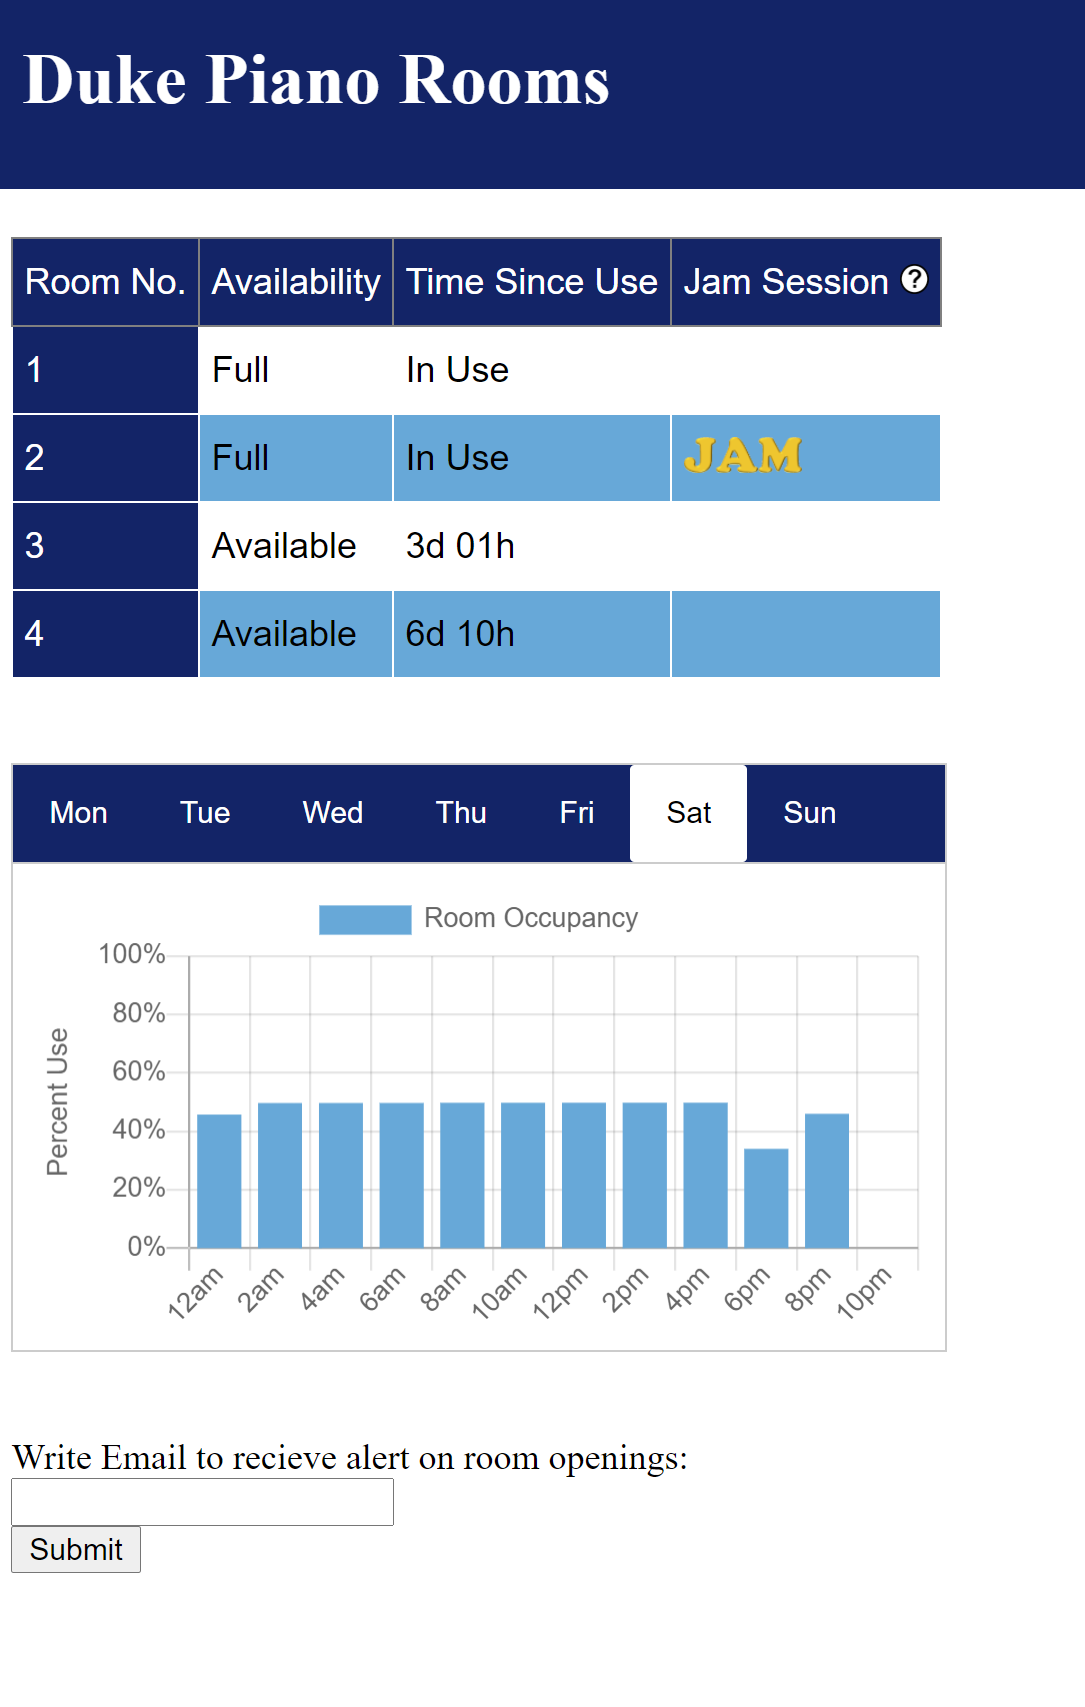 Duke Piano Rooms
Room No. Availability Time Since Use Jam Session ?
1 Full In Use
2 Full In Use JAM
3 Available 3d 01h
4 Available 6d 10h
Mon Tue Wed Thu Fri Sat Sun
Room Occupancy
Percent Use
100%
80%
60%
40%
20%
0%
12am 2am 4am 6am 8am 10am 12pm 2pm 4pm 6pm 8pm 10pm
Write Email to recieve alert on room openings:
Submit